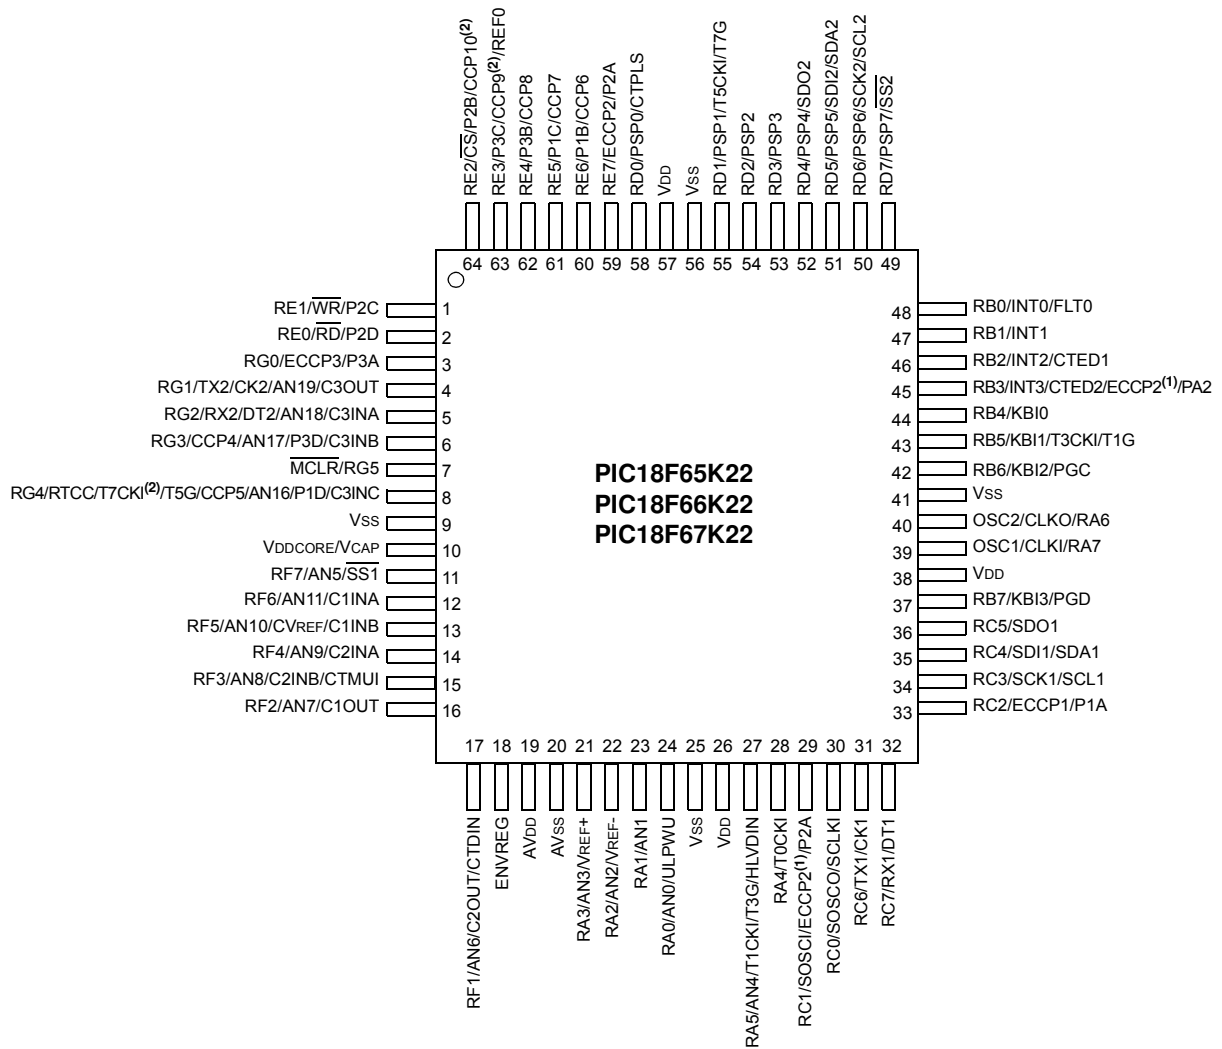 RE2/CS/P2B/CCP10(2)
RE3/P3C/CCP9(2)/REF0
RE4/P3B/CCP8
RE5/P1C/CCP7
RE6/P1B/CCP6
RE7/ECCP2/P2A
RD0/PSP0/CTPLS
VDD
VSS
RD1/PSP1/T5CKI/T7G
RD2/PSP2
RD3/PSP3
RD4/PSP4/SDO2
RD5/PSP5/SDI2/SDA2
RD6/PSP6/SCK2/SCL2
RD7/PSP7/SS2
64 63 62 61 60 59 58 57 56 55 54 53 52 51 50 49
RE1/WR/P2C 1
RE0/RD/P2D 2
RG0/ECCP3/P3A 3
RG1/TX2/CK2/AN19/C3OUT 4
RG2/RX2/DT2/AN18/C3INA 5
RG3/CCP4/AN17/P3D/C3INB 6
MCLR/RG5 7
RG4/RTCC/T7CKI(2)/T5G/CCP5/AN16/P1D/C3INC 8
VSS 9
VDDCORE/VCAP 10
RF7/AN5/SS1 11
RF6/AN11/C1INA 12
RF5/AN10/CVREF/C1INB 13
RF4/AN9/C2INA 14
RF3/AN8/C2INB/CTMUI 15
RF2/AN7/C1OUT 16
PIC18F65K22
PIC18F66K22
PIC18F67K22
48 RB0/INT0/FLT0
47 RB1/INT1
46 RB2/INT2/CTED1
45 RB3/INT3/CTED2/ECCP2(1)/PA2
44 RB4/KBI0
43 RB5/KBI1/T3CKI/T1G
42 RB6/KBI2/PGC
41 VSS
40 OSC2/CLKO/RA6
39 OSC1/CLKI/RA7
38 VDD
37 RB7/KBI3/PGD
36 RC5/SDO1
35 RC4/SDI1/SDA1
34 RC3/SCK1/SCL1
33 RC2/ECCP1/P1A
17 18 19 20 21 22 23 24 25 26 27 28 29 30 31 32
RF1/AN6/C2OUT/CTDIN
ENVREG
AVDD
AVSS
RA3/AN3/VREF+
RA2/AN2/VREF-
RA1/AN1
RA0/AN0/ULPWU
VSS
VDD
RA5/AN4/T1CKI/T3G/HLVDIN
RA4/T0CKI
RC1/SOSCI/ECCP2(1)/P2A
RC0/SOSCO/SCLKI
RC6/TX1/CK1
RC7/RX1/DT1